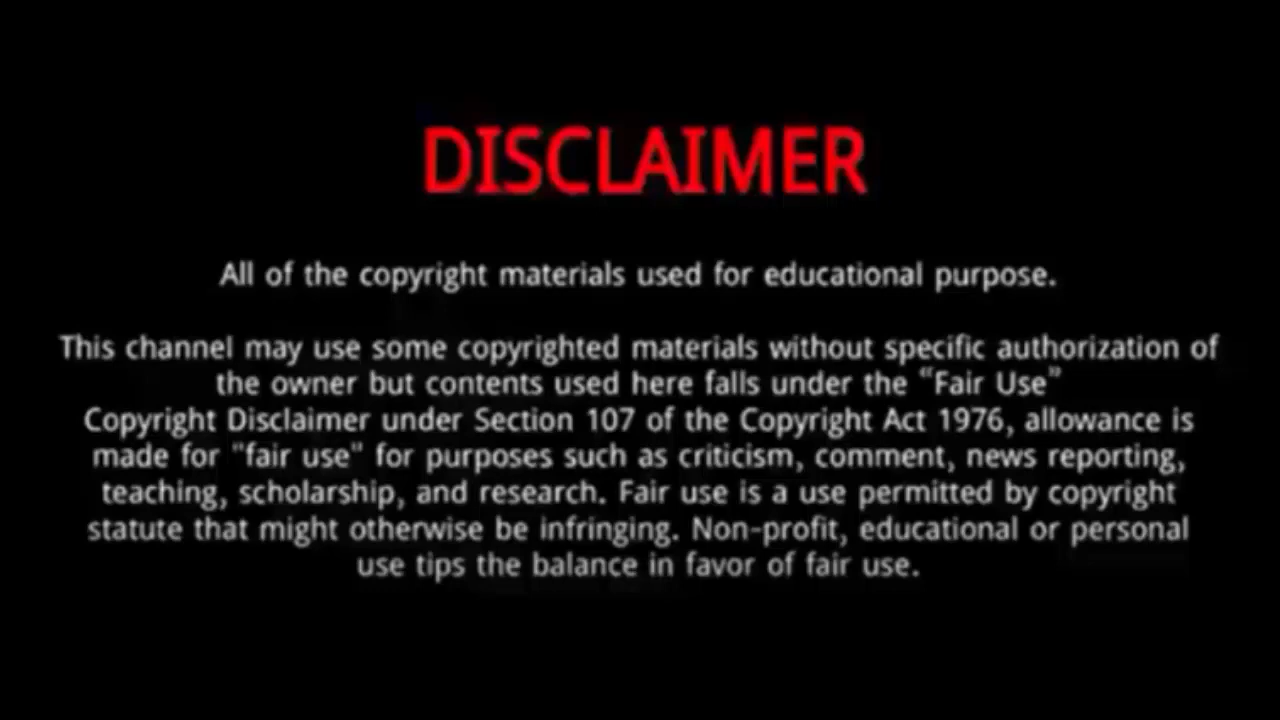 DISCLAIMER
All of the copyright materials used for educational purpose.
This channel may use some copyrighted materials without specific authorization of
the owner but contents used here falls under the “Fair Use”
Copyright Disclaimer under Section 107 of the Copyright Act 1976, allowance is
made for "fair use" for purposes such as criticism, comment, news reporting,
teaching, scholarship, and research. Fair use is a use permitted by copyright
statute that might otherwise be infringing. Non-profit, educational or personal
use tips the balance in favor of fair use.